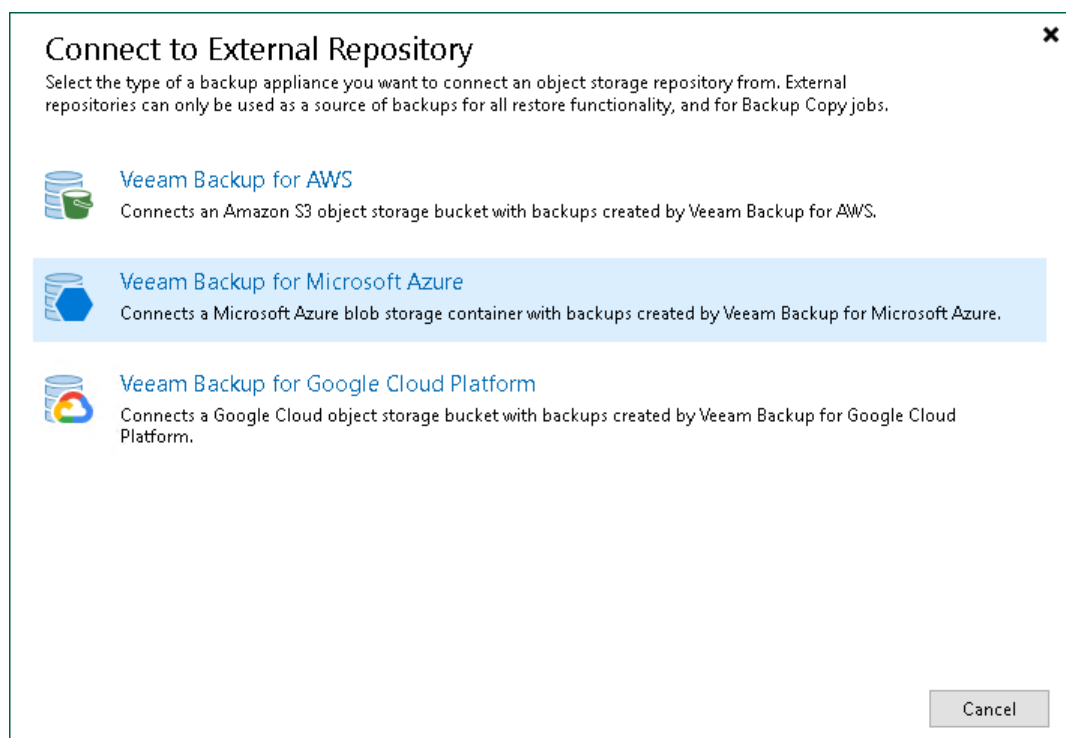 Connect to External Repository
Select the type of a backup appliance you want to connect an object storage repository from. External
repositories can only be used as a source of backups for all restore functionality, and for Backup Copy jobs.
Veeam Backup for AWS
Connects an Amazon S3 object storage bucket with backups created by Veeam Backup for AWS.
Veeam Backup for Microsoft Azure
Connects a Microsoft Azure blob storage container with backups created by Veeam Backup for Microsoft Azure.
Veeam Backup for Google Cloud Platform
Connects a Google Cloud object storage bucket with backups created by Veeam Backup for Google Cloud
Platform.
Cancel